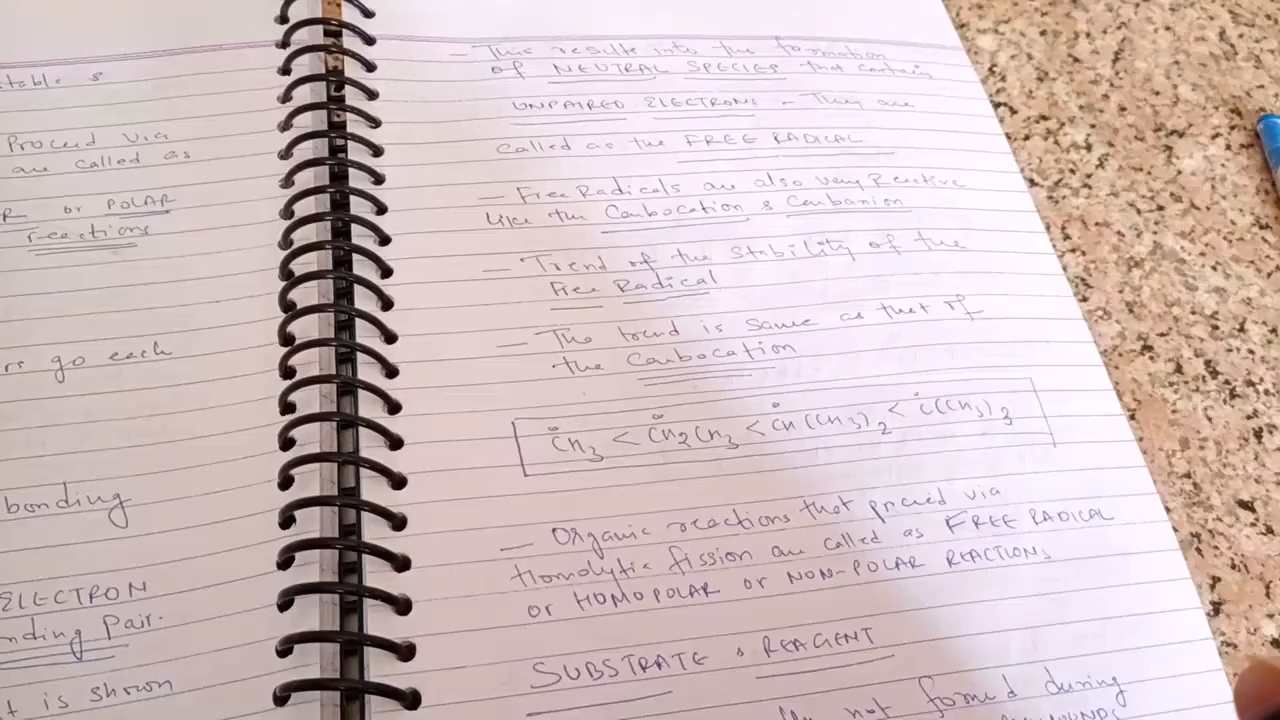 stable s
Proceed via
are called as
R or POLAR
reactions
rs go each
bonding
ELECTRON
nding Pair.
t is shown
- This results into the formation
of NEUTRAL SPECIES that contain
UNPAIRED ELECTRONS - They are
called as the FREE RADICAL
- Free Radicals are also very Reactive
like the Carbocation & Carbanion
- Trend of the Stability of the
Free Radical
- The trend is same as that of
the Carbocation
ĊH3 < ĊH2CH3 < ĊH(CH3)2 < Ċ(CH3)3
- Organic reactions that proceed via
Homolytic fission are called as FREE RADICAL
or HOMOPOLAR or NON-POLAR REACTIONS
SUBSTRATE & REAGENT
not formed during